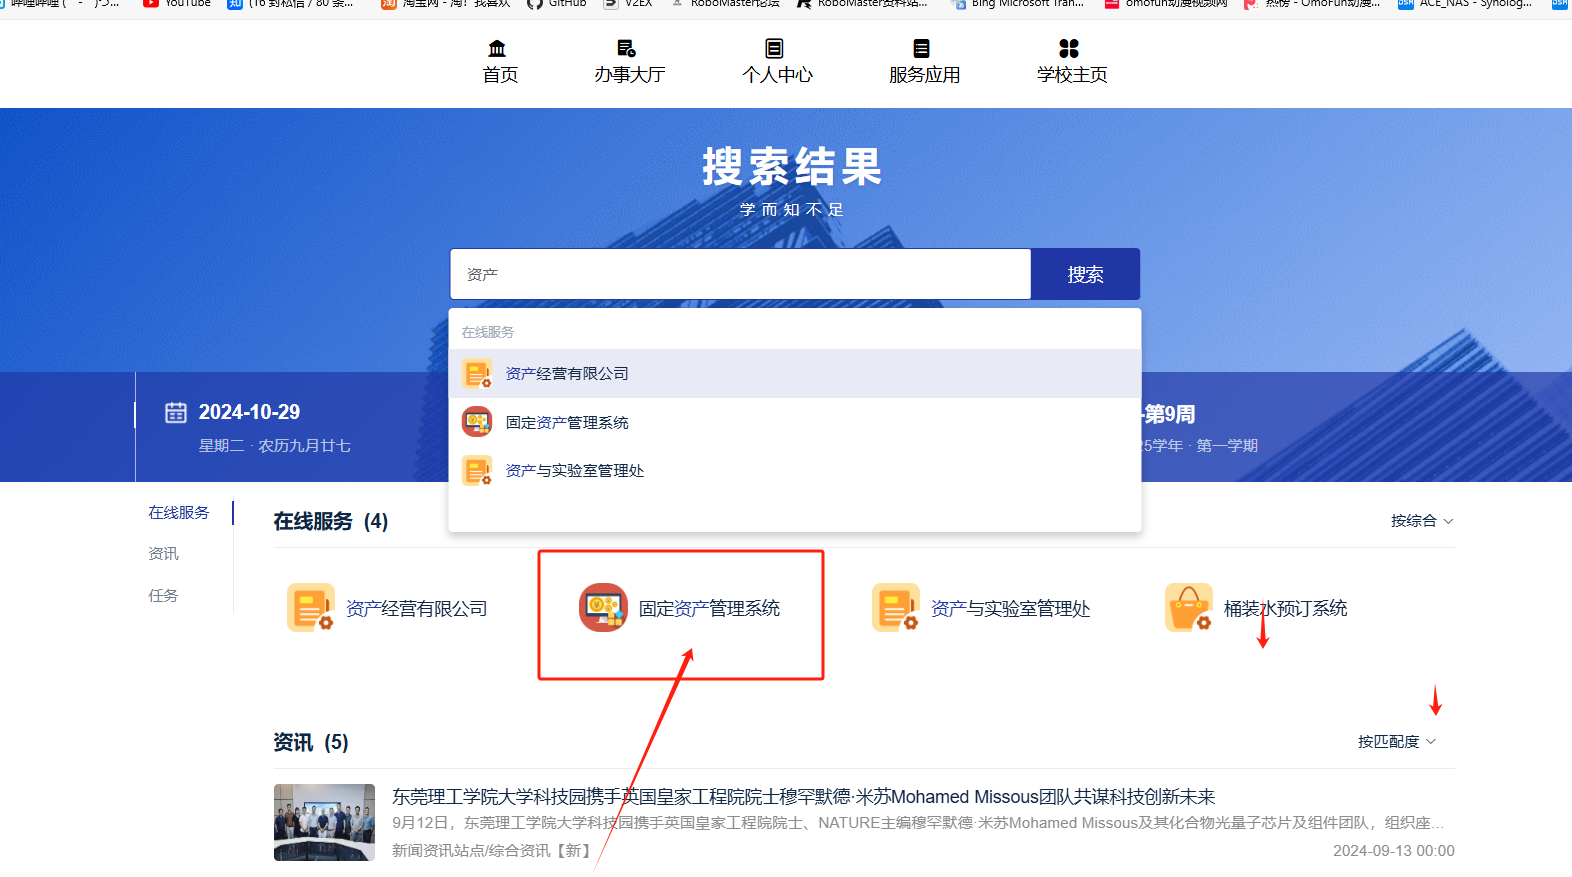 YouTube
淘宝网 - 淘！我喜欢
GitHub
V2EX
RoboMaster论坛
RoboMaster资料站...
Bing Microsoft Tran...
omofun动漫视频网
热榜 - OmoFun动漫...
ACE_NAS - Synolog...
首页
办事大厅
个人中心
服务应用
学校主页
搜索结果
学而知不足
资产
搜索
在线服务
资产经营有限公司
固定资产管理系统
资产与实验室管理处
2024-10-29
星期二 · 农历九月廿七
第9周
25学年 · 第一学期
在线服务
资讯
任务
在线服务 (4)
按综合
资产经营有限公司
固定资产管理系统
资产与实验室管理处
桶装水预订系统
资讯 (5)
按匹配度
东莞理工学院大学科技园携手英国皇家工程院院士穆罕默德·米苏Mohamed Missous团队共谋科技创新未来
9月12日，东莞理工学院大学科技园携手英国皇家工程院院士、NATURE主编穆罕默德·米苏Mohamed Missous及其化合物光量子芯片及组件团队，组织座...
新闻资讯站点/综合资讯【新】
2024-09-13 00:00